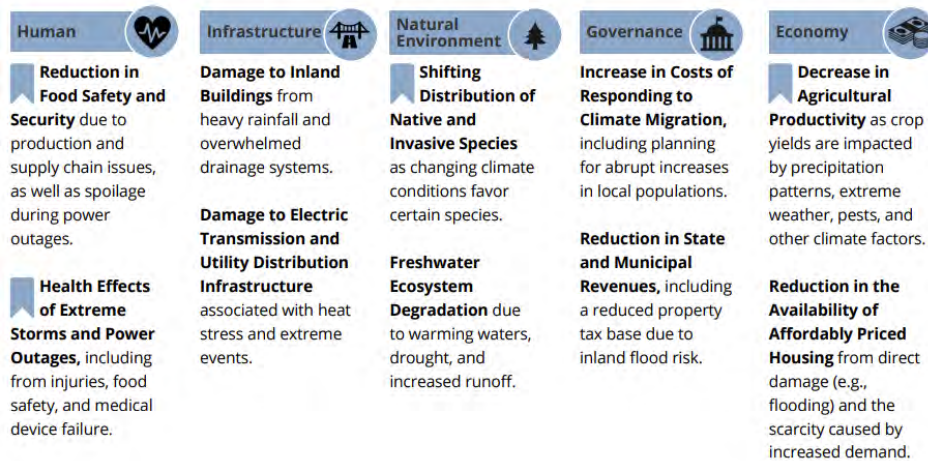 Human
Reduction in
Food Safety and
Security due to
production and
supply chain issues,
as well as spoilage
during power
outages.
Health Effects
of Extreme
Storms and Power
Outages, including
from injuries, food
safety, and medical
device failure.
Infrastructure
Damage to Inland
Buildings from
heavy rainfall and
overwhelmed
drainage systems.
Damage to Electric
Transmission and
Utility Distribution
Infrastructure
associated with heat
stress and extreme
events.
Natural
Environment
Shifting
Distribution of
Native and
Invasive Species
as changing climate
conditions favor
certain species.
Freshwater
Ecosystem
Degradation due
to warming waters,
drought, and
increased runoff.
Governance
Increase in Costs of
Responding to
Climate Migration,
including planning
for abrupt increases
in local populations.
Reduction in State
and Municipal
Revenues, including
a reduced property
tax base due to
inland flood risk.
Economy
Decrease in
Agricultural
Productivity as crop
yields are impacted
by precipitation
patterns, extreme
weather, pests, and
other climate factors.
Reduction in the
Availability of
Affordably Priced
Housing from direct
damage (e.g.,
flooding) and the
scarcity caused by
increased demand.